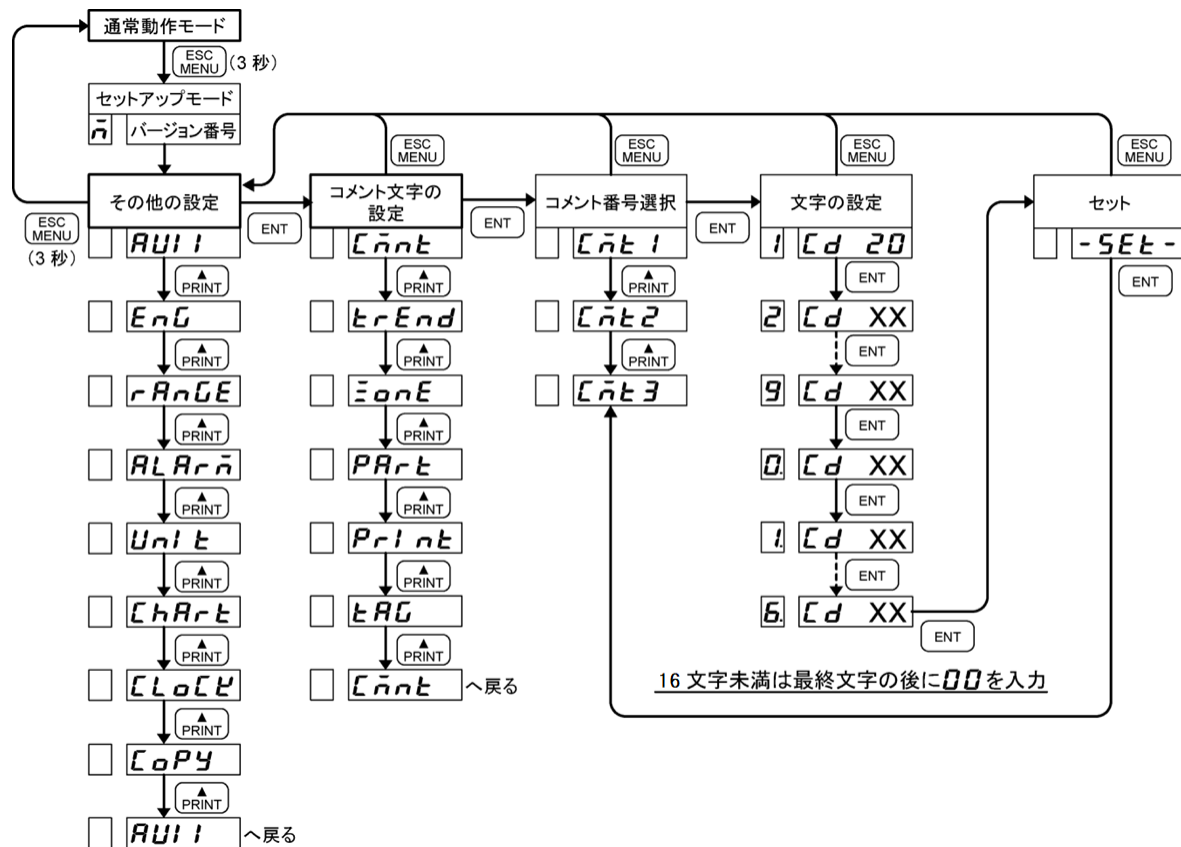 通常動作モード
ESC MENU (3 秒)
セットアップモード
n̄ バージョン番号
ESC MENU
ESC MENU
ESC MENU
ESC MENU
その他の設定
ENT
コメント文字の
設定
ENT
コメント番号選択
ENT
文字の設定
セット
ESC MENU
(3 秒)
AUI 1
▲ PRINT
EnG
▲ PRINT
rAnGE
▲ PRINT
ALArn̄
▲ PRINT
UnI t
▲ PRINT
ChArt
▲ PRINT
CLoCK
▲ PRINT
CoPY
▲ PRINT
AUI 1 へ戻る
Cn̄nt
▲ PRINT
trEnd
▲ PRINT
ZonE
▲ PRINT
PArt
▲ PRINT
PrI nt
▲ PRINT
tAG
▲ PRINT
Cn̄nt へ戻る
Cn̄t 1
▲ PRINT
Cn̄t2
▲ PRINT
Cn̄t3
1 Cd 20
ENT
2 Cd XX
ENT
9 Cd XX
ENT
0. Cd XX
ENT
1. Cd XX
ENT
6. Cd XX
ENT
-SEt-
ENT
16 文字未満は最終文字の後に00を入力